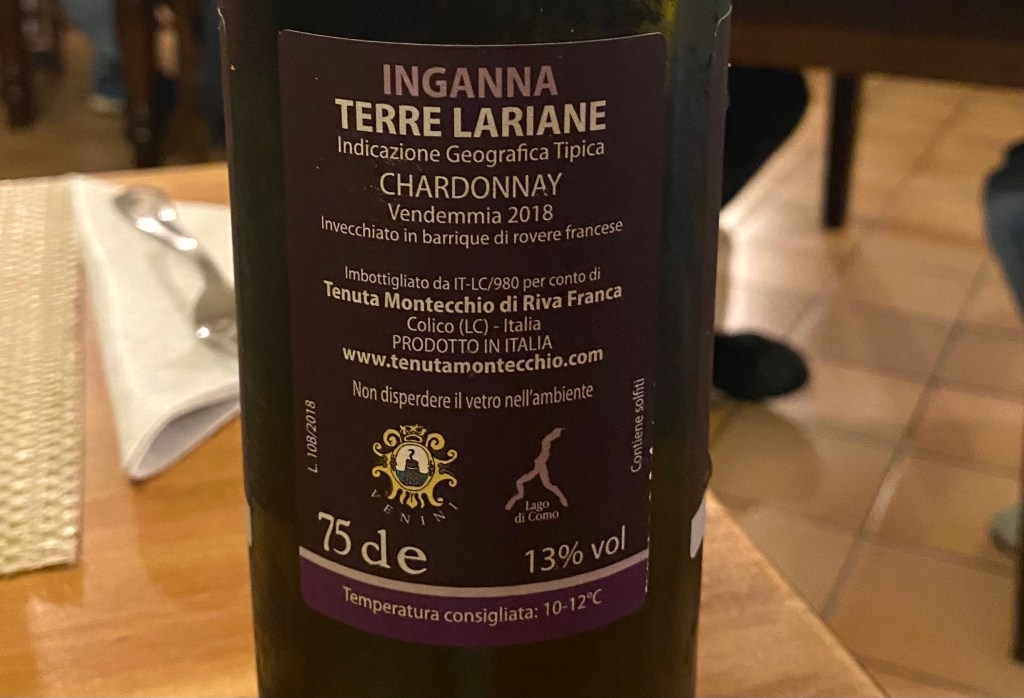 INGANNA
TERRE LARIANE
Indicazione Geografica Tipica
CHARDONNAY
Vendemmia 2018
Invecchiato in barrique di rovere francese
Imbottigliato da IT-LC/980 per conto di
Tenuta Montecchio di Riva Franca
Colico (LC) - Italia
PRODOTTO IN ITALIA
www.tenutamontecchio.com
Non disperdere il vetro nell'ambiente
L. 108/2018
Contiene solfiti
VENINI
Lago
di Como
75 d e
13% vol
Temperatura consigliata: 10-12°C